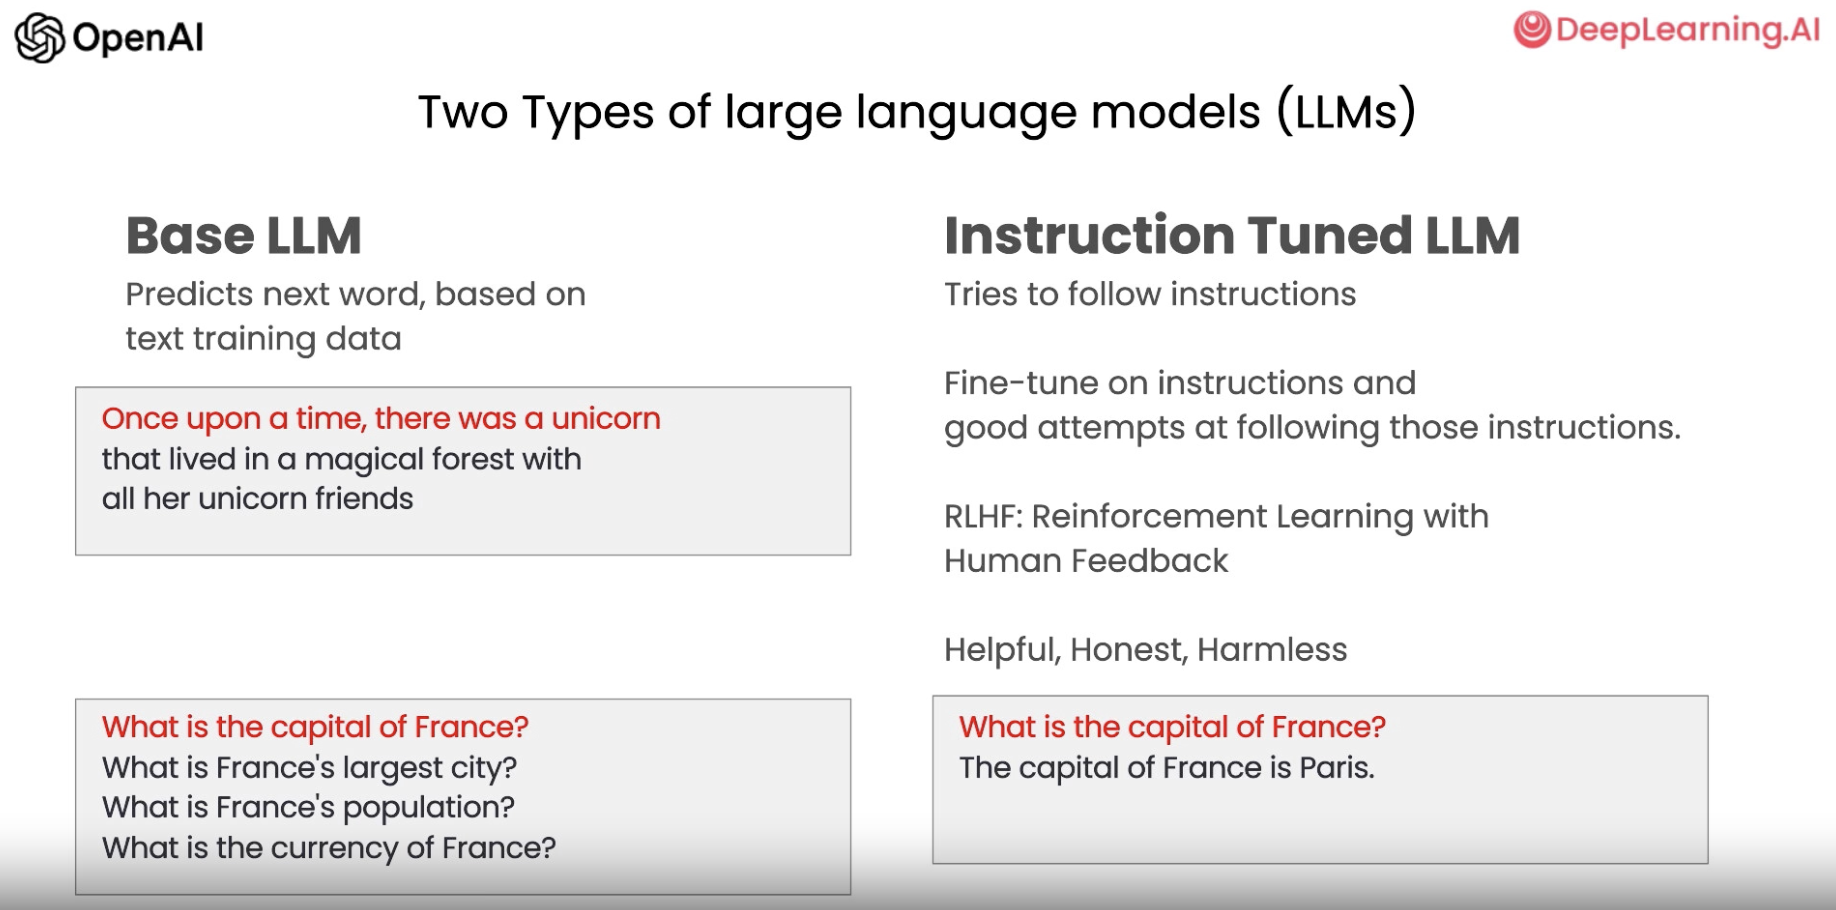 OpenAI
DeepLearning.AI
Two Types of large language models (LLMs)
Base LLM
Predicts next word, based on
text training data
Once upon a time, there was a unicorn
that lived in a magical forest with
all her unicorn friends
What is the capital of France?
What is France's largest city?
What is France's population?
What is the currency of France?
Instruction Tuned LLM
Tries to follow instructions
Fine-tune on instructions and
good attempts at following those instructions.
RLHF: Reinforcement Learning with
Human Feedback
Helpful, Honest, Harmless
What is the capital of France?
The capital of France is Paris.